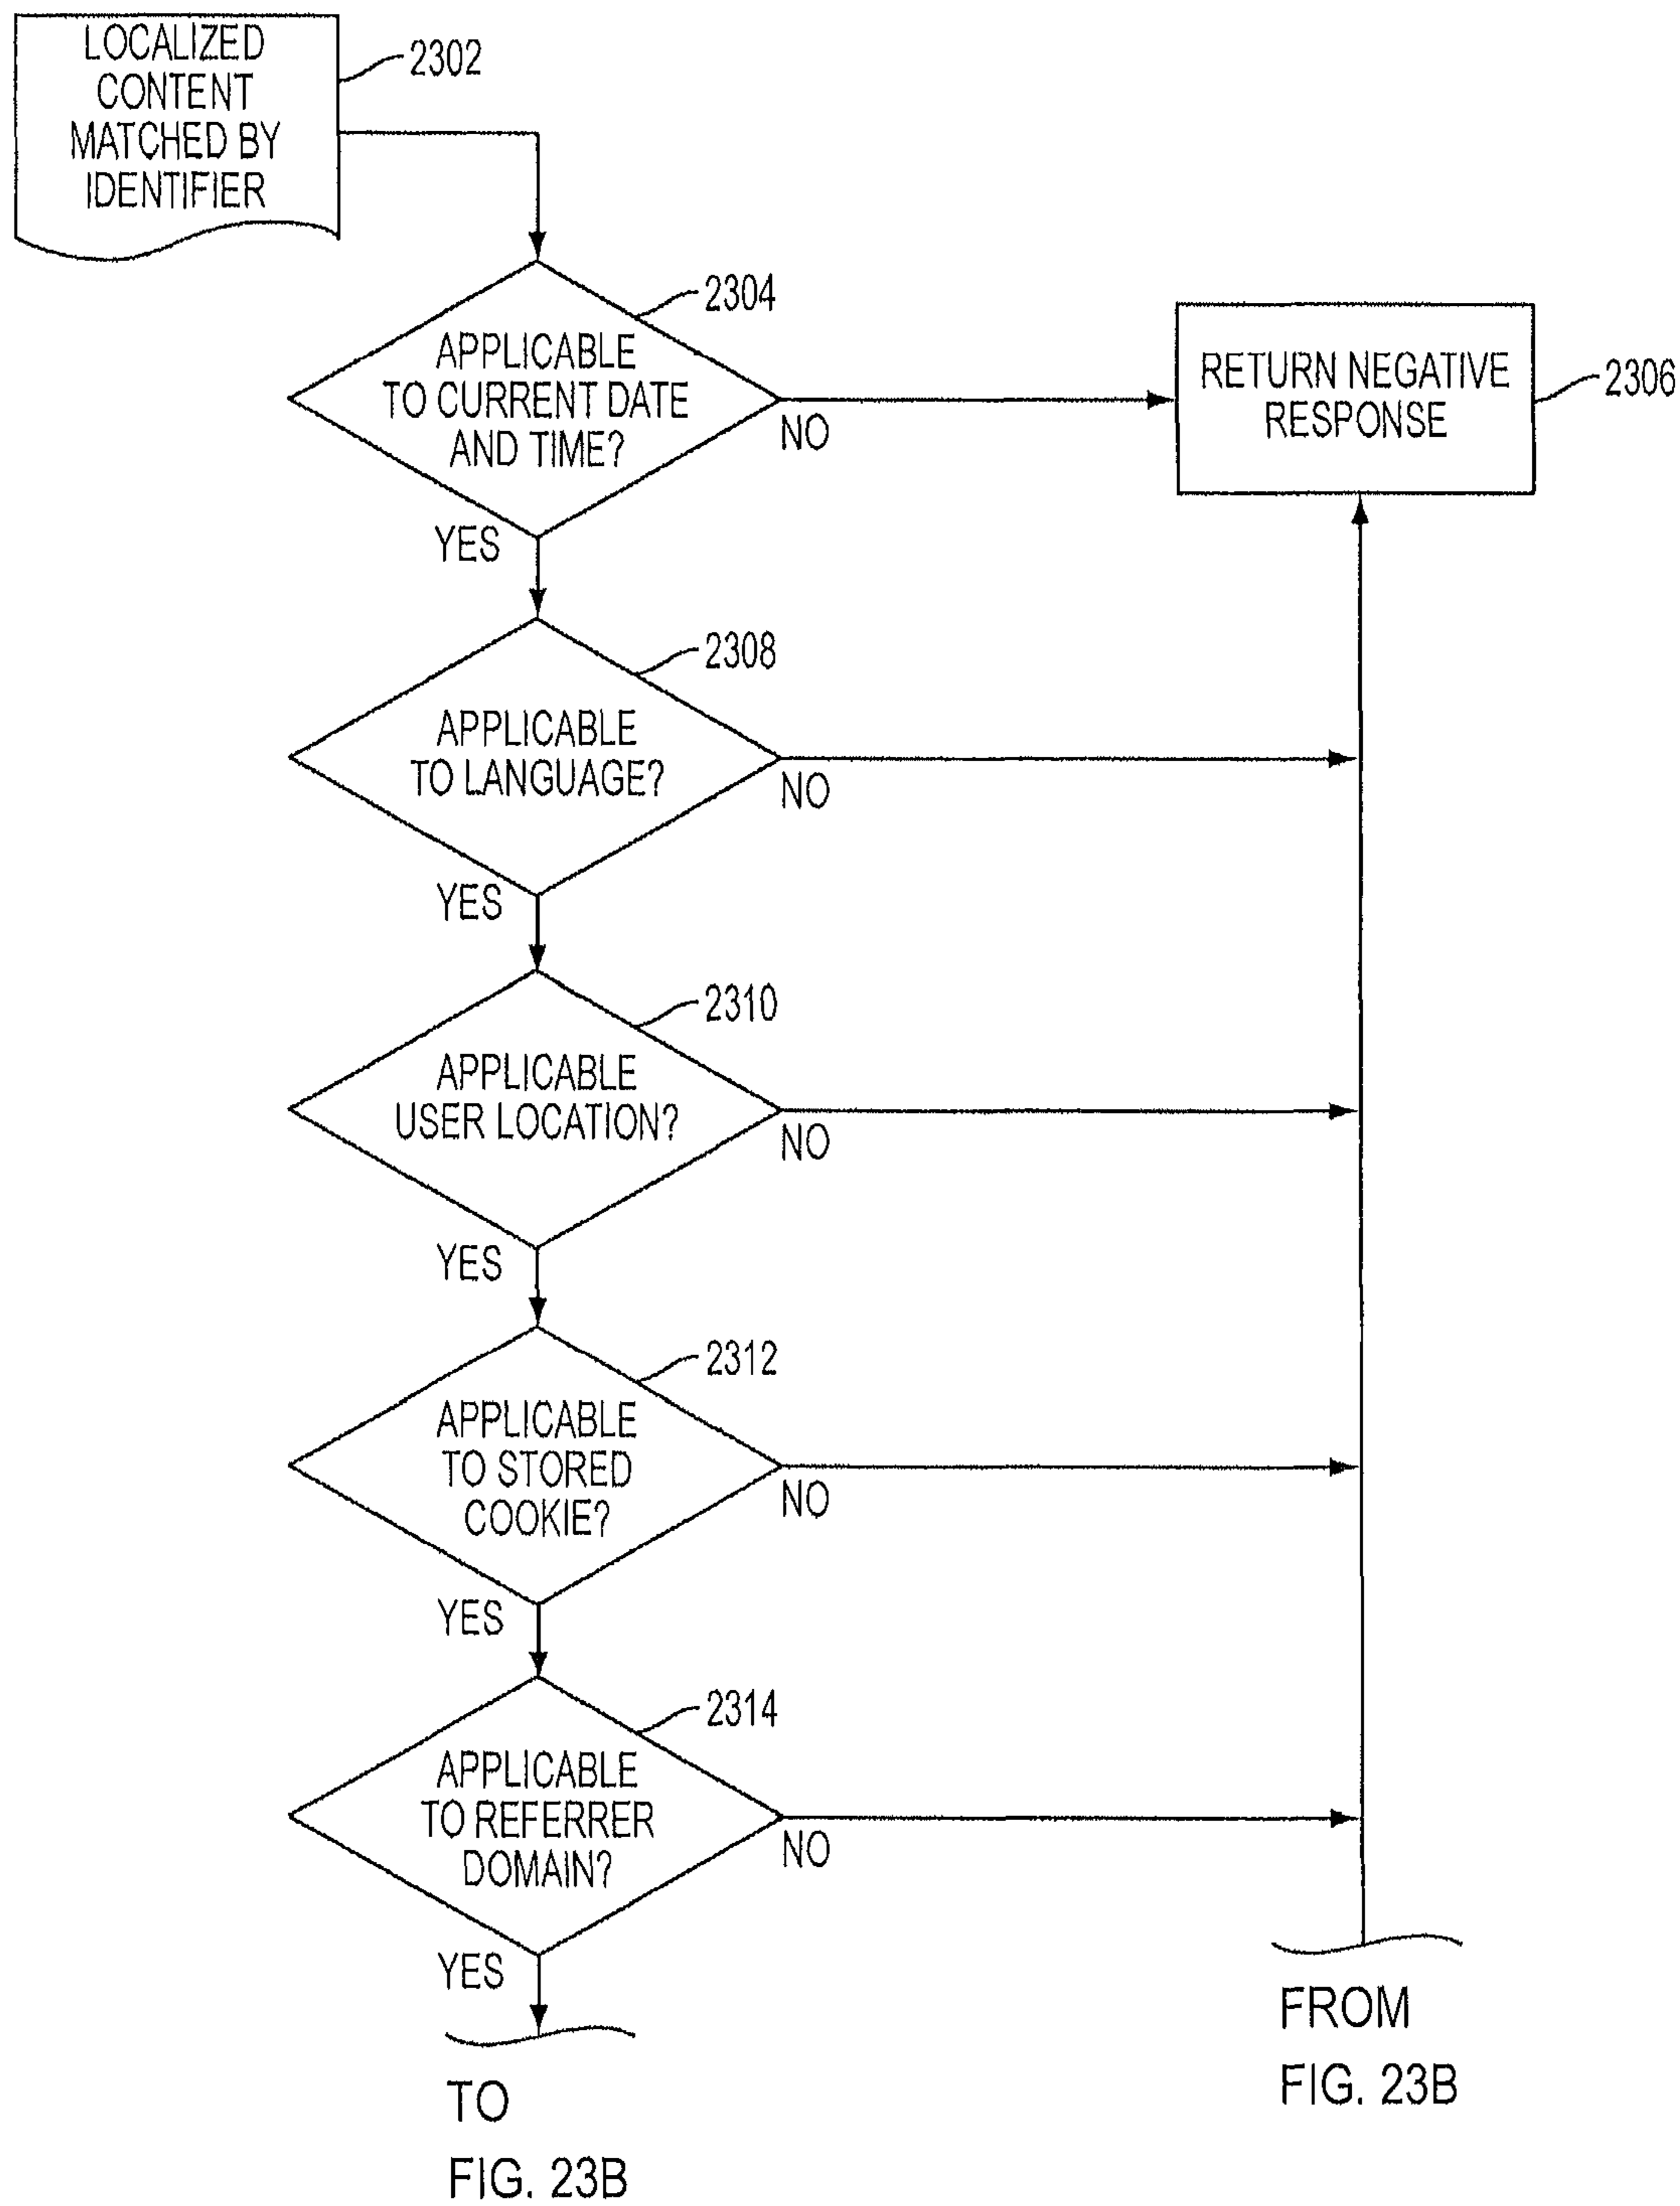 LOCALIZED
CONTENT
MATCHED BY
IDENTIFIER
2302
2304
APPLICABLE
TO CURRENT DATE
AND TIME?
NO
YES
RETURN NEGATIVE
RESPONSE
2306
2308
APPLICABLE
TO LANGUAGE?
NO
YES
2310
APPLICABLE
USER LOCATION?
NO
YES
2312
APPLICABLE
TO STORED
COOKIE?
NO
YES
2314
APPLICABLE
TO REFERRER
DOMAIN?
NO
YES
TO
FIG. 23B
FROM
FIG. 23B